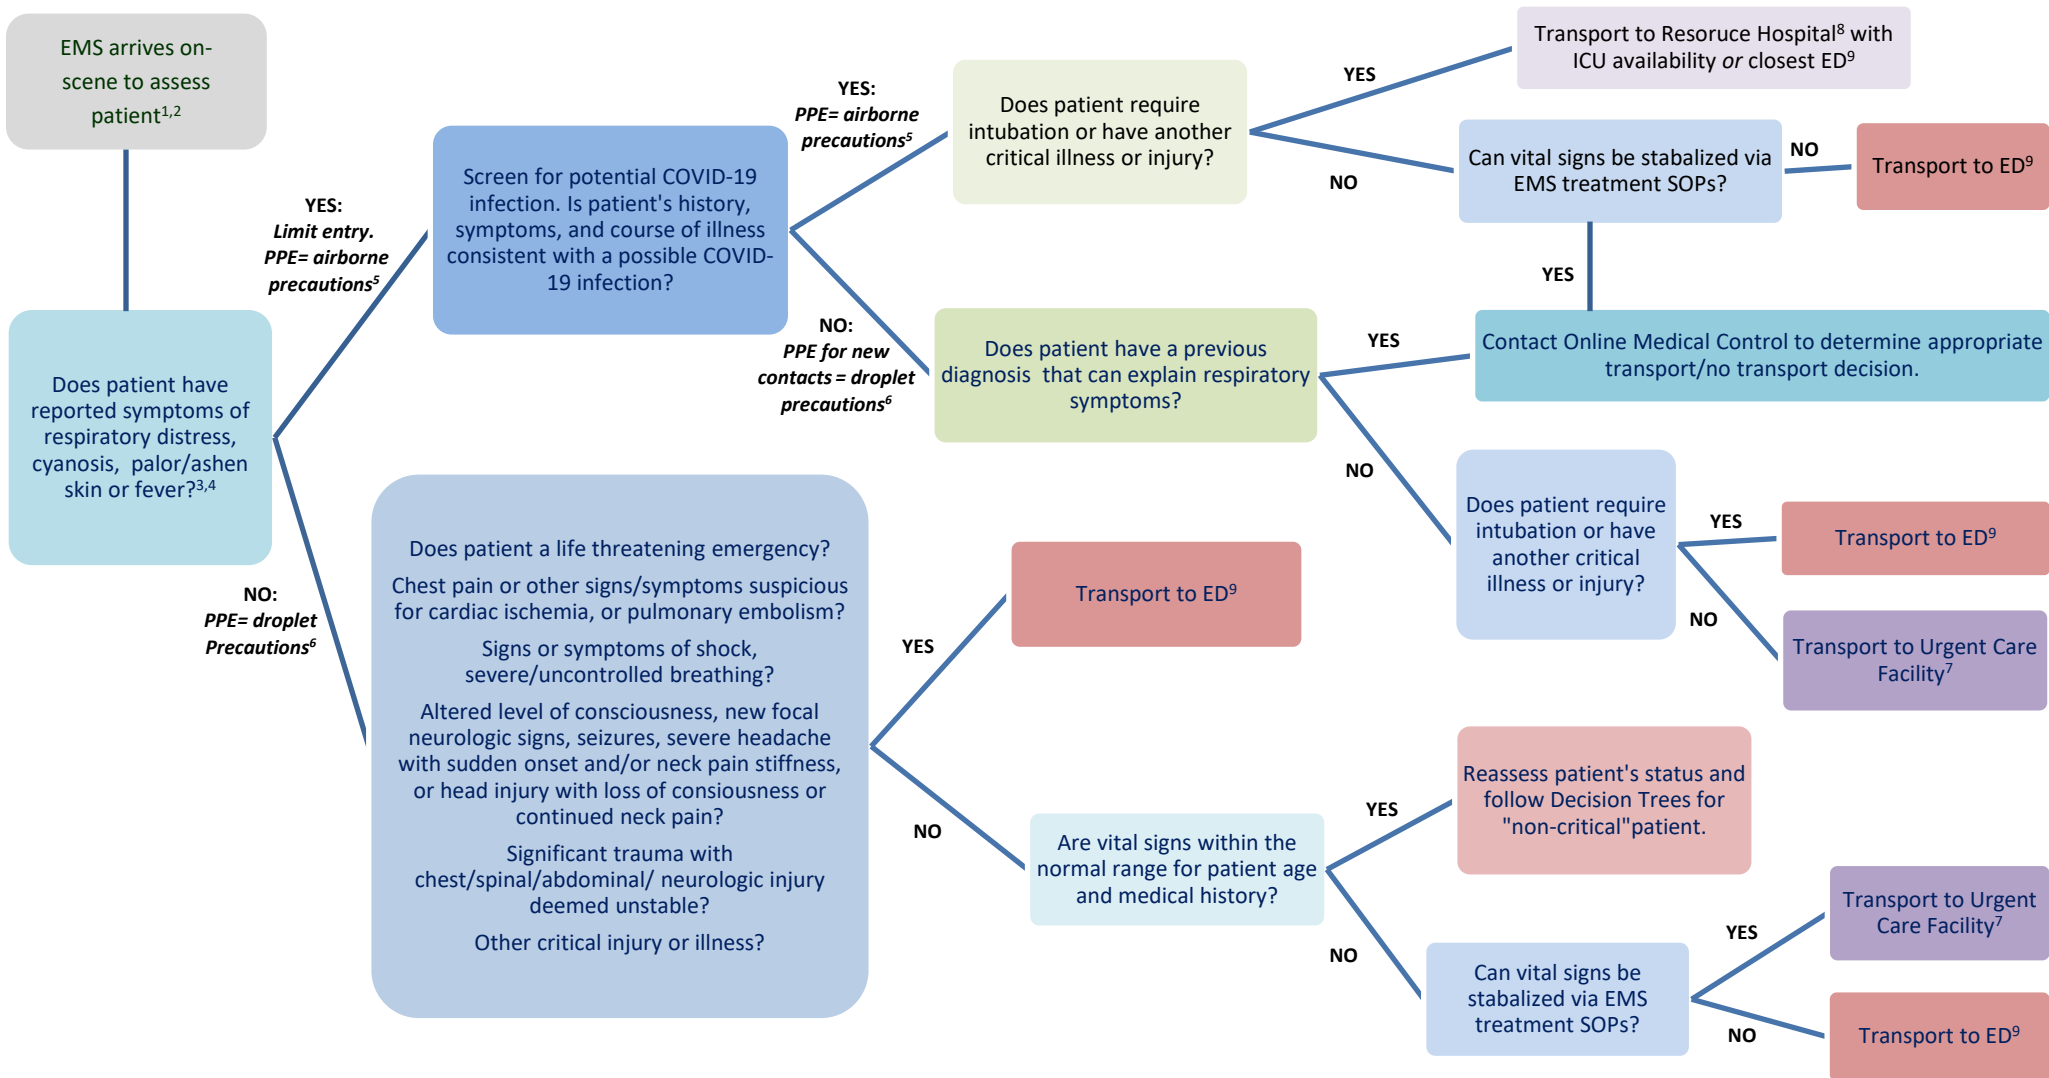 EMS arrives on-
scene to assess
patient1,2
Does patient have
reported symptoms of
respiratory distress,
cyanosis, palor/ashen
skin or fever?3,4
YES:
Limit entry.
PPE= airborne
precautions5
NO:
PPE= droplet
Precautions6
Screen for potential COVID-19
infection. Is patient's history,
symptoms, and course of illness
consistent with a possible COVID-
19 infection?
YES:
PPE= airborne
precautions5
NO:
PPE for new
contacts = droplet
precautions6
Does patient require
intubation or have another
critical illness or injury?
YES
Transport to Resoruce Hospital8 with
ICU availability or closest ED9
NO
Can vital signs be stabalized via
EMS treatment SOPs?
NO
Transport to ED9
YES
Contact Online Medical Control to determine appropriate
transport/no transport decision.
Does patient have a previous
diagnosis that can explain respiratory
symptoms?
YES
NO
Does patient require
intubation or have
another critical
illness or injury?
YES
Transport to ED9
NO
Transport to Urgent Care
Facility7
Does patient a life threatening emergency?
Chest pain or other signs/symptoms suspicious
for cardiac ischemia, or pulmonary embolism?
Signs or symptoms of shock,
severe/uncontrolled breathing?
Altered level of consciousness, new focal
neurologic signs, seizures, severe headache
with sudden onset and/or neck pain stiffness,
or head injury with loss of consiousness or
continued neck pain?
Significant trauma with
chest/spinal/abdominal/ neurologic injury
deemed unstable?
Other critical injury or illness?
YES
Transport to ED9
NO
Are vital signs within the
normal range for patient age
and medical history?
YES
Reassess patient's status and
follow Decision Trees for
"non-critical"patient.
NO
Can vital signs be
stabalized via EMS
treatment SOPs?
YES
Transport to Urgent
Care Facility7
NO
Transport to ED9